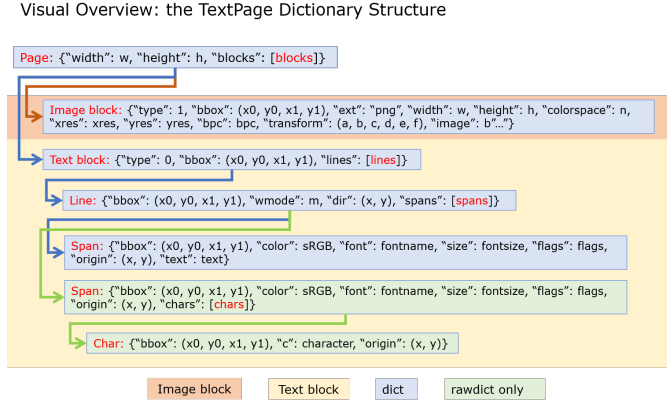 Visual Overview: the TextPage Dictionary Structure
Page: {“width”: w, “height”: h, “blocks”: [blocks]}
Image block: {“type”: 1, “bbox”: (x0, y0, x1, y1), “ext”: “png”, “width”: w, “height”: h, “colorspace”: n,
“xres”: xres, “yres”: yres, “bpc”: bpc, “transform”: (a, b, c, d, e, f), “image”: b”…”}
Text block: {“type”: 0, “bbox”: (x0, y0, x1, y1), “lines”: [lines]}
Line: {“bbox”: (x0, y0, x1, y1), “wmode”: m, “dir”: (x, y), “spans”: [spans]}
Span: {“bbox”: (x0, y0, x1, y1), “color”: sRGB, “font”: fontname, “size”: fontsize, “flags”: flags,
“origin”: (x, y), “text”: text}
Span: {“bbox”: (x0, y0, x1, y1), “color”: sRGB, “font”: fontname, “size”: fontsize, “flags”: flags,
“origin”: (x, y), “chars”: [chars]}
Char: {“bbox”: (x0, y0, x1, y1), “c”: character, “origin”: (x, y)}
Image block
Text block
dict
rawdict only